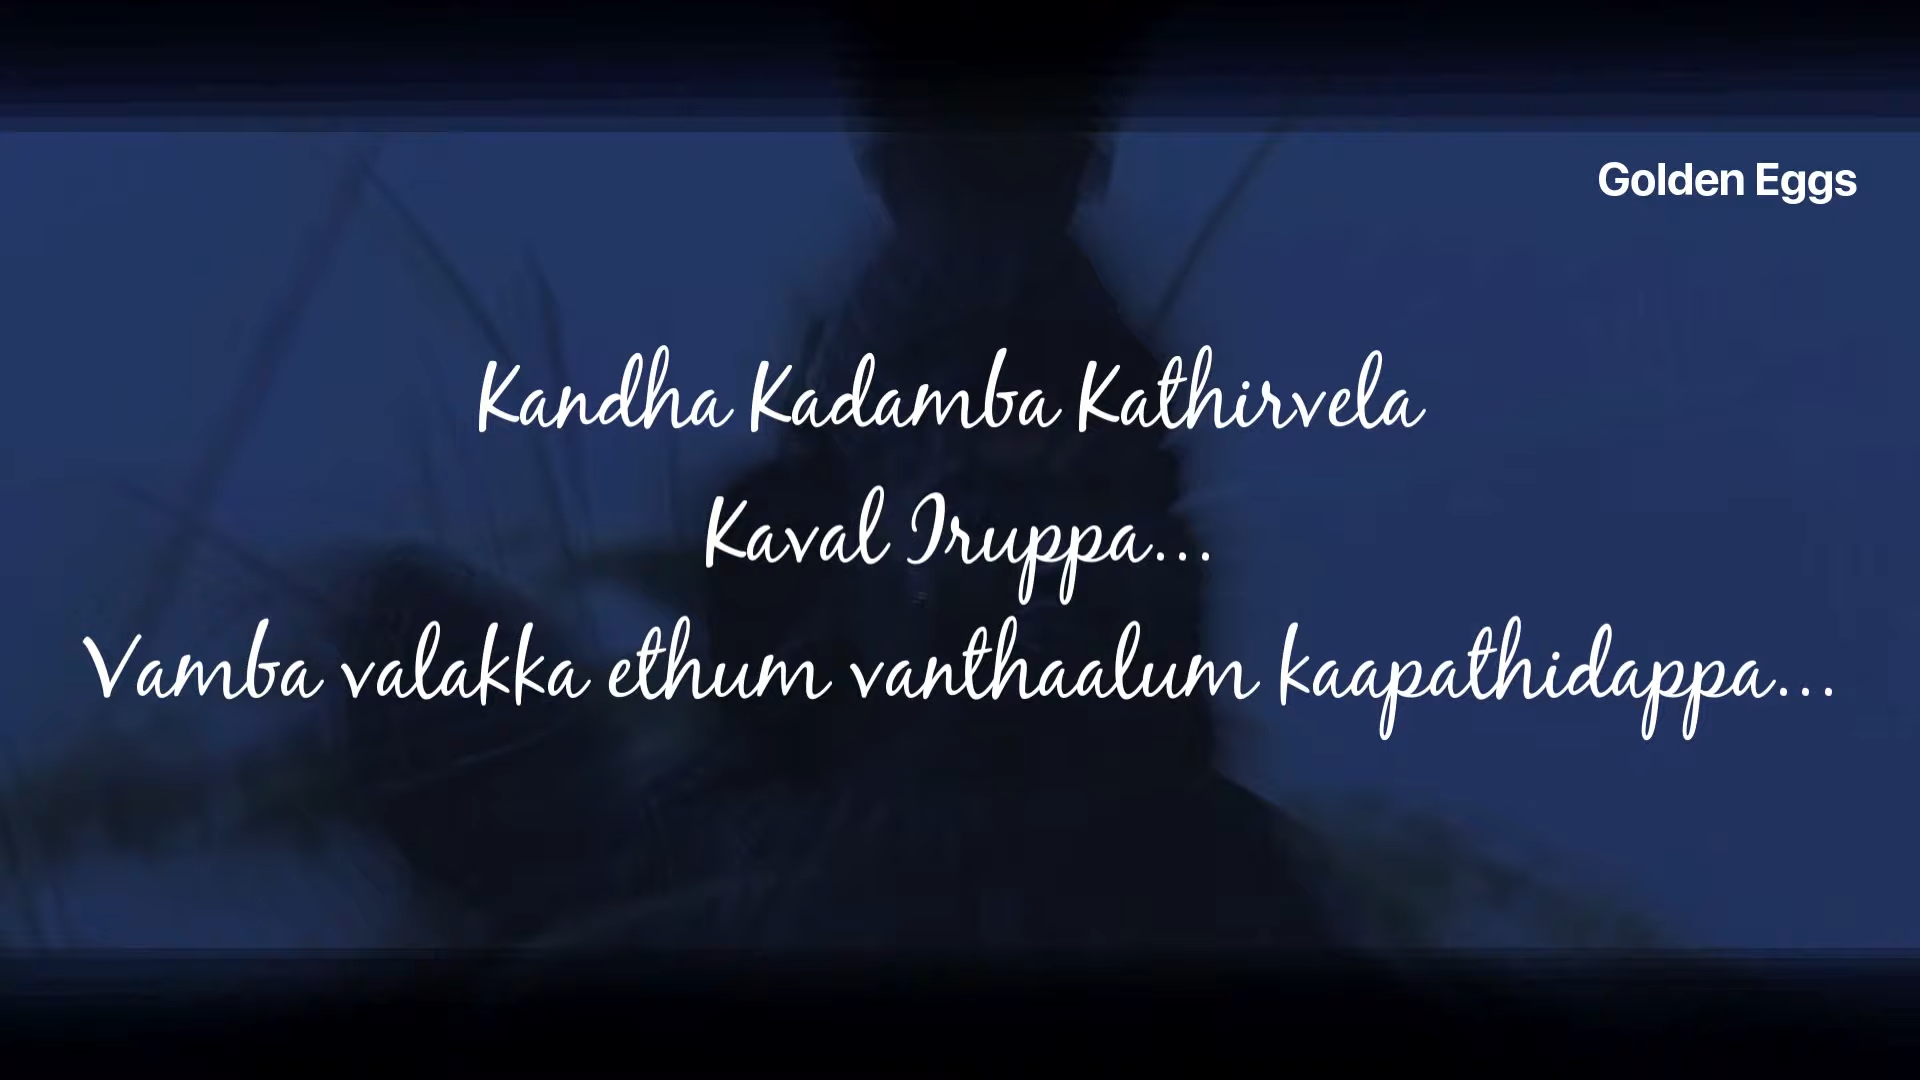 Golden Eggs
Kandha Kadamba Kathirvela
Kaval Iruppa...
Vamba valakka ethum vanthaalum kaapathidappa...